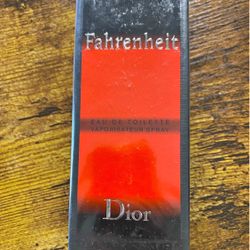 Fahrenheit
EAU DE TOILETTE
VAPORISATEUR SPRAY
Dior